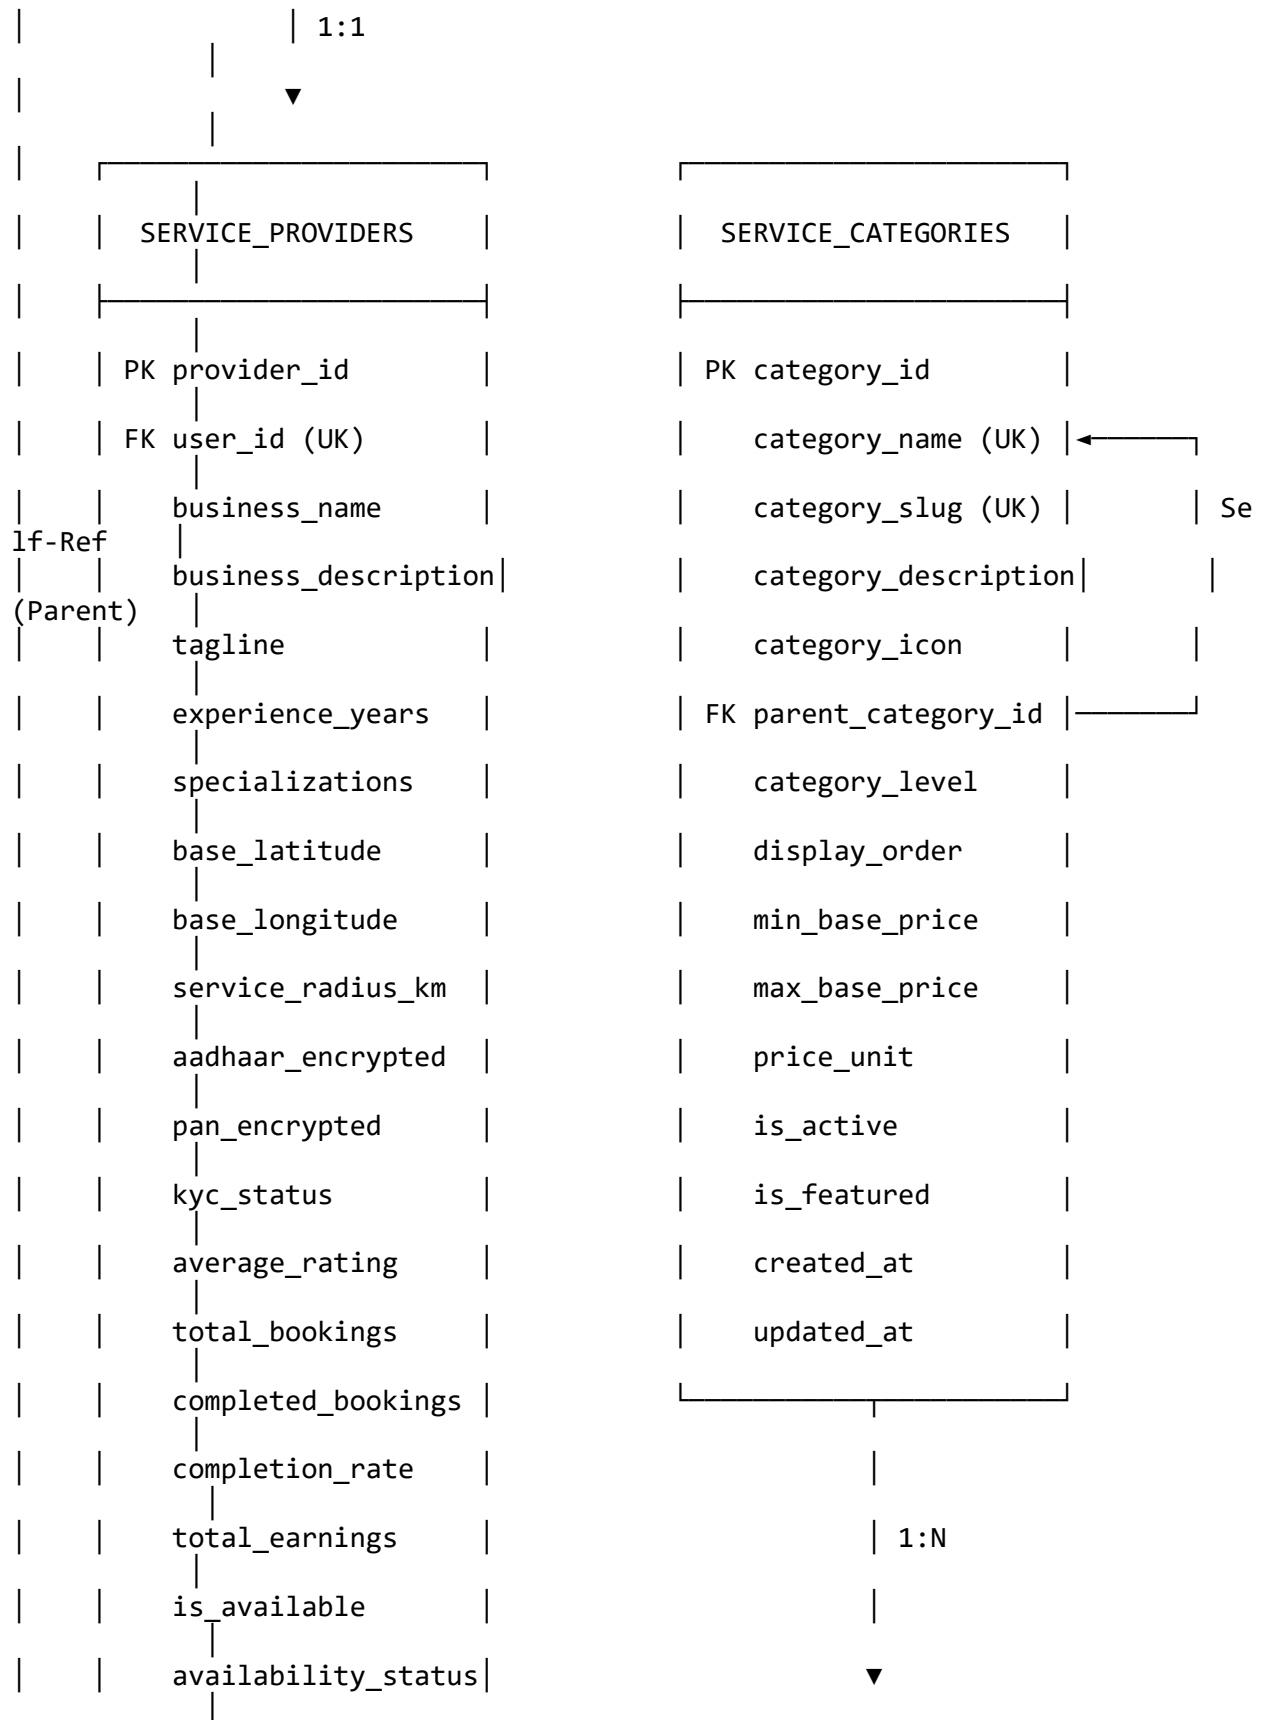 1:1
SERVICE_PROVIDERS SERVICE_CATEGORIES
PK provider_id PK category_id
FK user_id (UK) category_name (UK)
business_name category_slug (UK) Se
lf-Ref
business_description category_description
(Parent)
tagline category_icon
experience_years FK parent_category_id
specializations category_level
base_latitude display_order
base_longitude min_base_price
service_radius_km max_base_price
aadhaar_encrypted price_unit
pan_encrypted is_active
kyc_status is_featured
average_rating created_at
total_bookings updated_at
completed_bookings
completion_rate
total_earnings 1:N
is_available
availability_status